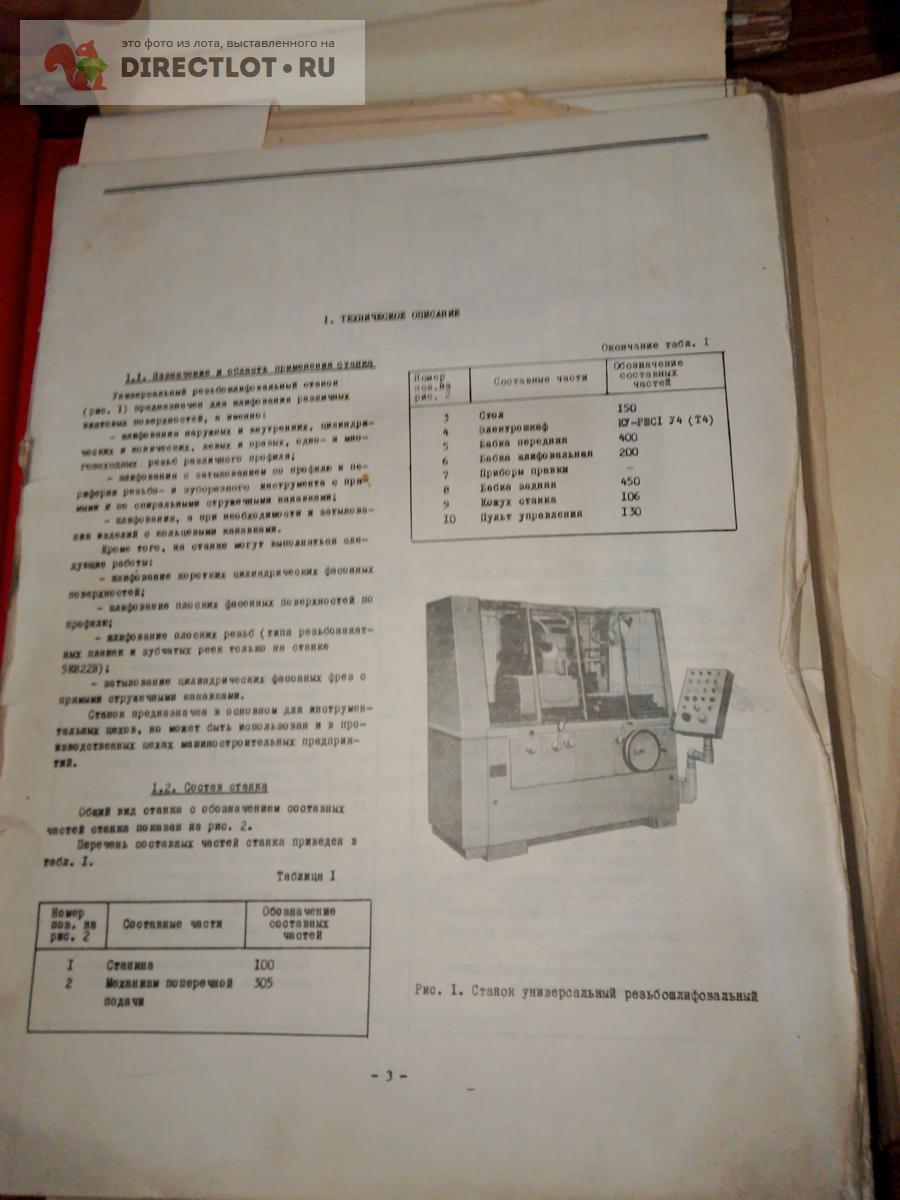 это фото из лота, выставленного на
DIRECTLOT•RU
I. ТЕХНИЧЕСКОЕ ОПИСАНИЕ
I.I. Назначение и область применения станка
Универсальный резьбошлифовальный станок
(рис. I) предназначен для шлифования различных
винтовых поверхностей, а именно:
- шлифования наружных и внутренних, цилиндри-
ческих и конических, левых и правых, одно- и мно-
гозаходных резьб различного профиля;
- шлифования с затылованием по профилю и пе-
риферии резьбо- и зуборезного инструмента с пря-
мыми и со спиральными стружечными канавками;
- шлифования, а при необходимости и затылова-
ния изделий с кольцевыми канавками.
Кроме того, на станке могут выполняться сле-
дующие работы:
- шлифование коротких цилиндрических фасонных
поверхностей;
- шлифование плоских фасонных поверхностей по
профилю;
- шлифование плоских резьб (типа резьбонакат-
ных плашек и зубчатых реек только на станке
5К822В);
- затылование цилиндрических фасонных фрез с
прямыми стружечными канавками.
Станок предназначен в основном для инструмен-
тальных цехов, но может быть использован и в про-
изводственных цехах машиностроительных предприя-
тий.
I.2. Состав станка
Общий вид станка с обозначением составных
частей станка показан на рис. 2.
Перечень составных частей станка приведен в
табл. I.
Таблица I
Номер поз. на рис. 2 Составные части Обозначение составных частей
I Станина I00
2 Механизм поперечной 305
подачи
Окончание табл. I
Номер поз. на рис. 2 Составные части Обозначение составных частей
3 Стол I50
4 Электрошкаф КУ-РШСI У4 (Т4)
5 Бабка передняя 400
6 Бабка шлифовальная 200
7 Приборы правки –
8 Бабка задняя 450
9 Кожух станка I06
I0 Пульт управления I30
Рис. I. Станок универсальный резьбошлифовальный
- 3 -